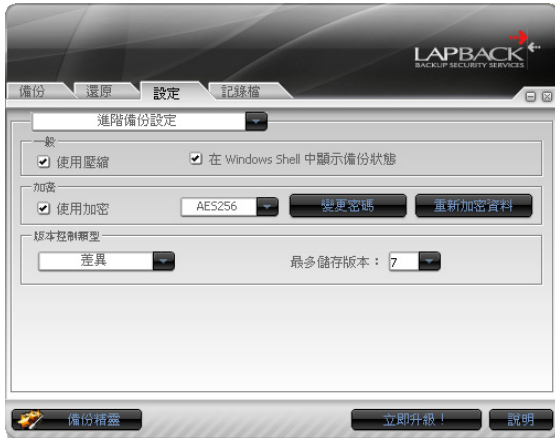 LAPBACK
BACKUP SECURITY SERVICES
備份 還原 設定 記錄檔
進階備份設定
一般
使用壓縮 在 Windows Shell 中顯示備份狀態
加密
使用加密 AES256 變更密碼 重新加密資料
版本控制類型
差異 最多儲存版本： 7
備份精靈 立即升級！ 說明